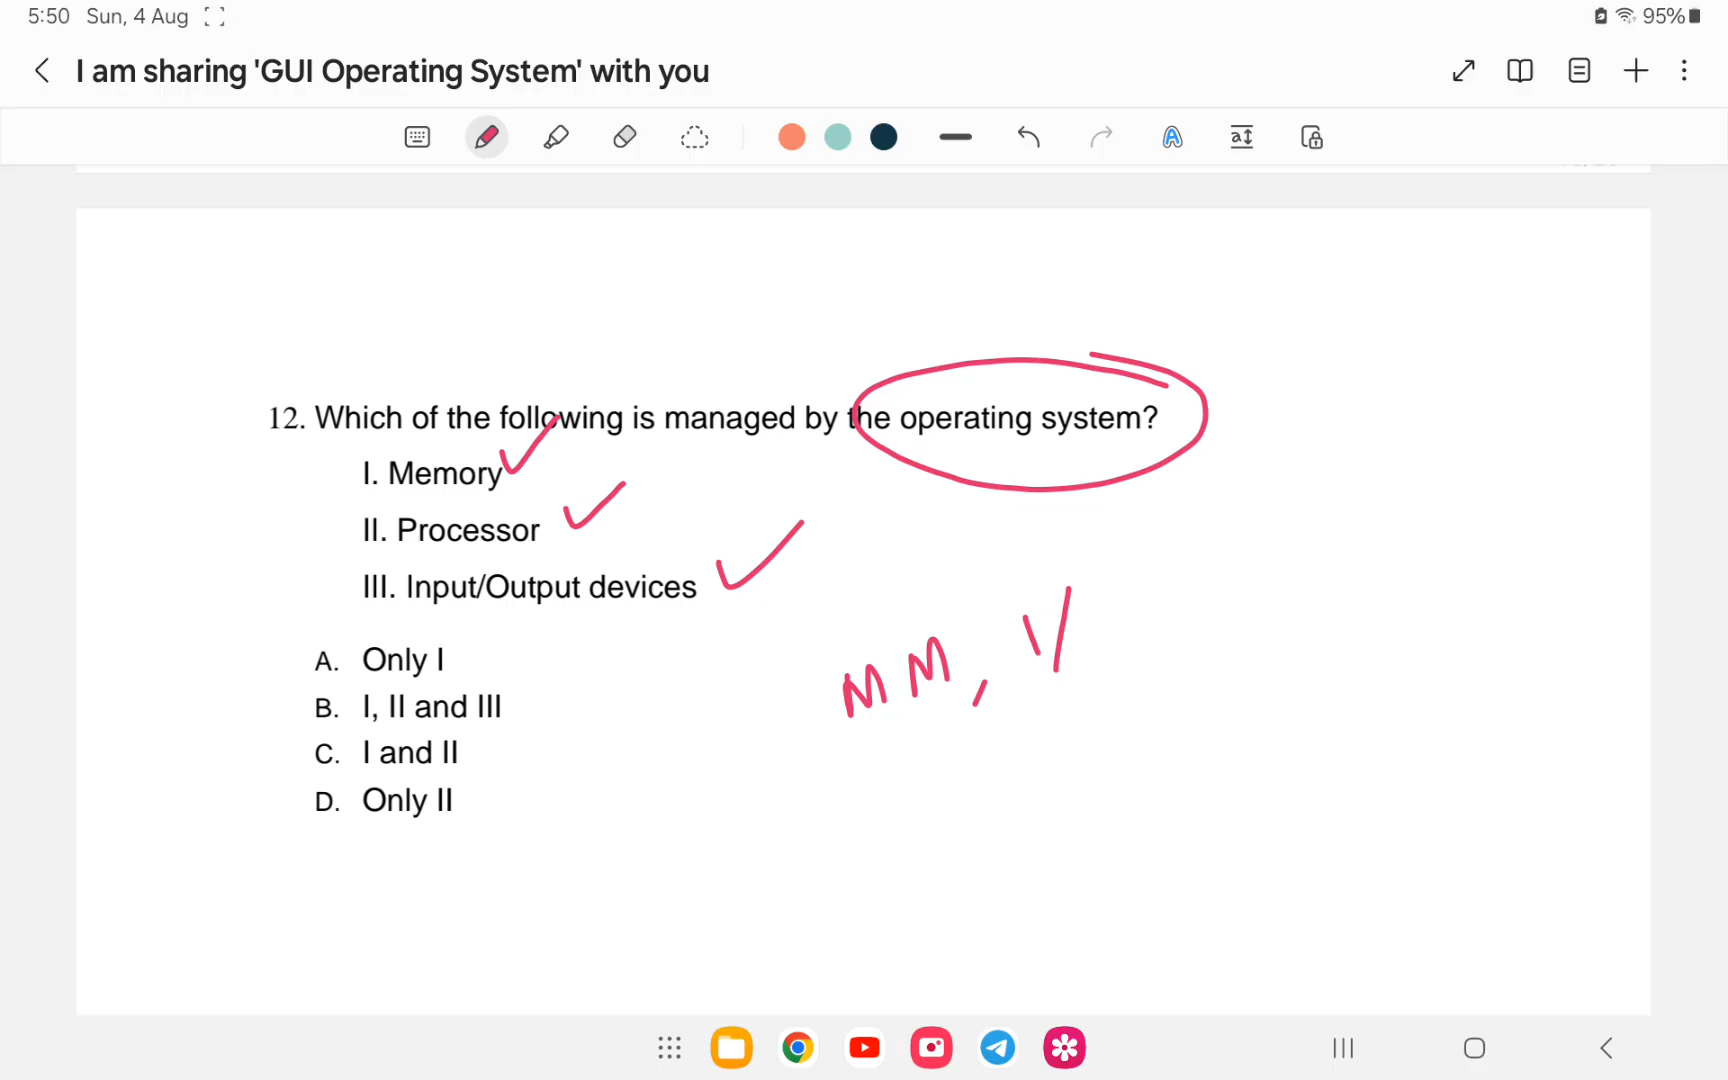 5:50 Sun, 4 Aug
95%
I am sharing 'GUI Operating System' with you
12. Which of the following is managed by the operating system?
I. Memory
II. Processor
III. Input/Output devices
MM, I/
A. Only I
B. I, II and III
C. I and II
D. Only II